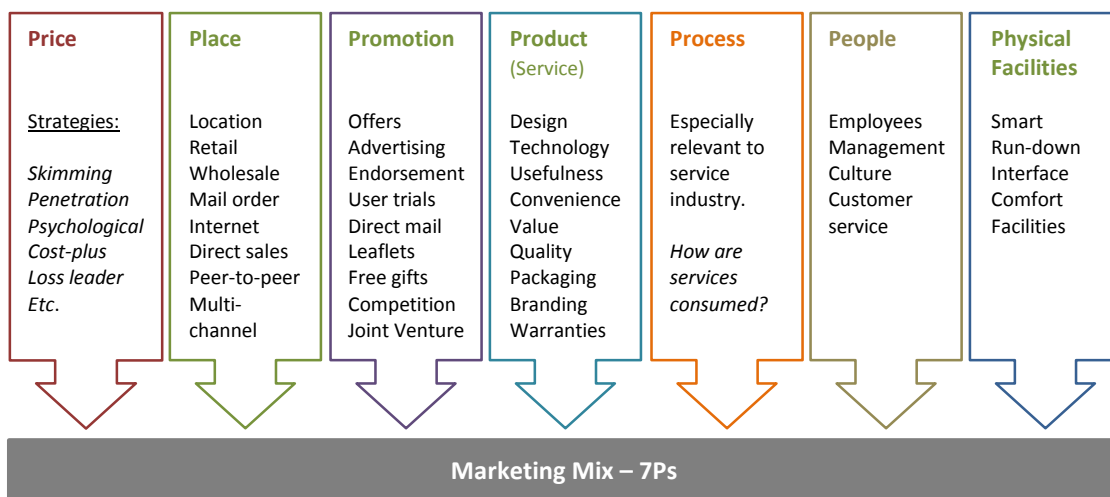 Price
Strategies:
Skimming
Penetration
Psychological
Cost-plus
Loss leader
Etc.
Place
Location
Retail
Wholesale
Mail order
Internet
Direct sales
Peer-to-peer
Multi-
channel
Promotion
Offers
Advertising
Endorsement
User trials
Direct mail
Leaflets
Free gifts
Competition
Joint Venture
Product
(Service)
Design
Technology
Usefulness
Convenience
Value
Quality
Packaging
Branding
Warranties
Process
Especially
relevant to
service
industry.
How are
services
consumed?
People
Employees
Management
Culture
Customer
service
Physical
Facilities
Smart
Run-down
Interface
Comfort
Facilities
Marketing Mix – 7Ps